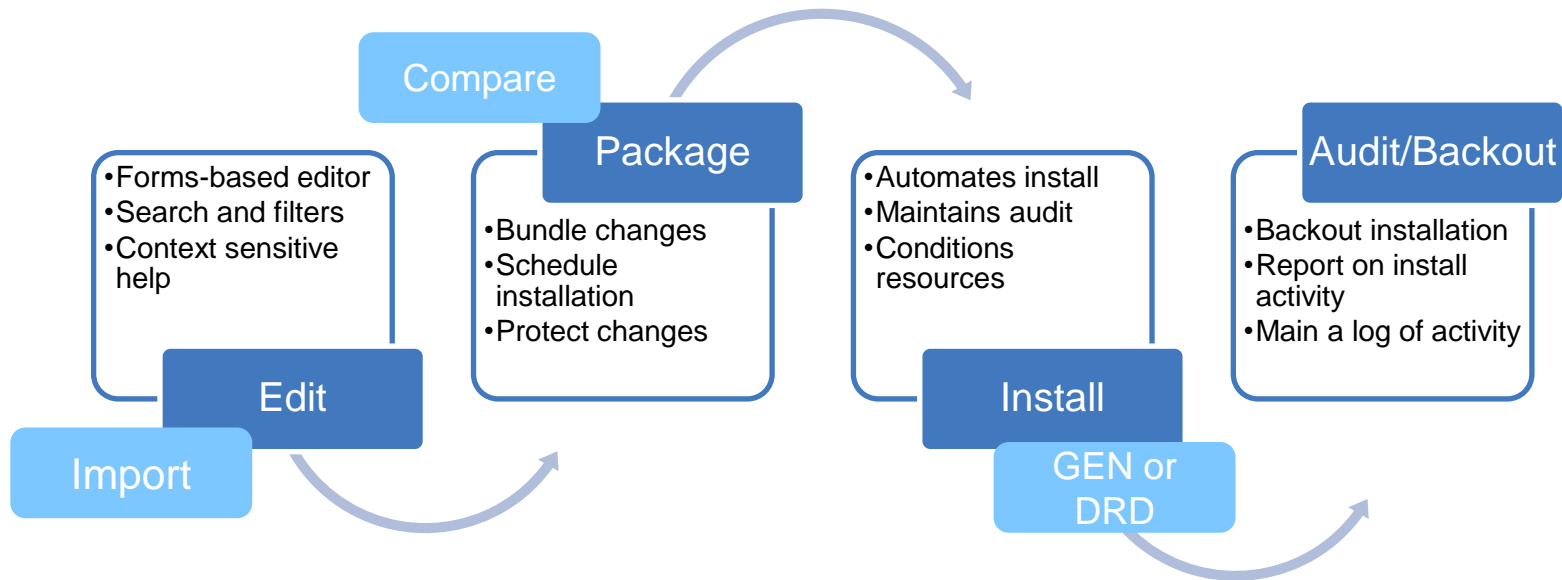 Import
Edit
•Forms-based editor
•Search and filters
•Context sensitive
help
Compare
Package
•Bundle changes
•Schedule
installation
•Protect changes
•Automates install
•Maintains audit
•Conditions
resources
Install
GEN or
DRD
Audit/Backout
•Backout installation
•Report on install
activity
•Main a log of activity